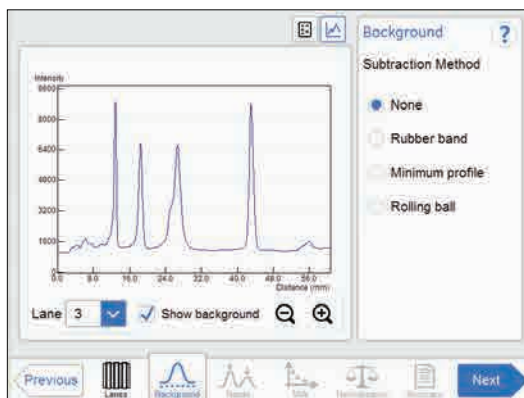 Background
?
Subtraction Method
None
Rubber band
Minimum profile
Rolling ball
Intensity
8000
6400
4800
3200
1600
0.0 8.0 16.0 24.0 32.0 40.0 48.0 56.0
Distance (mm)
Lane 3 Show background
Previous
Lanes
Background
Bands
Next